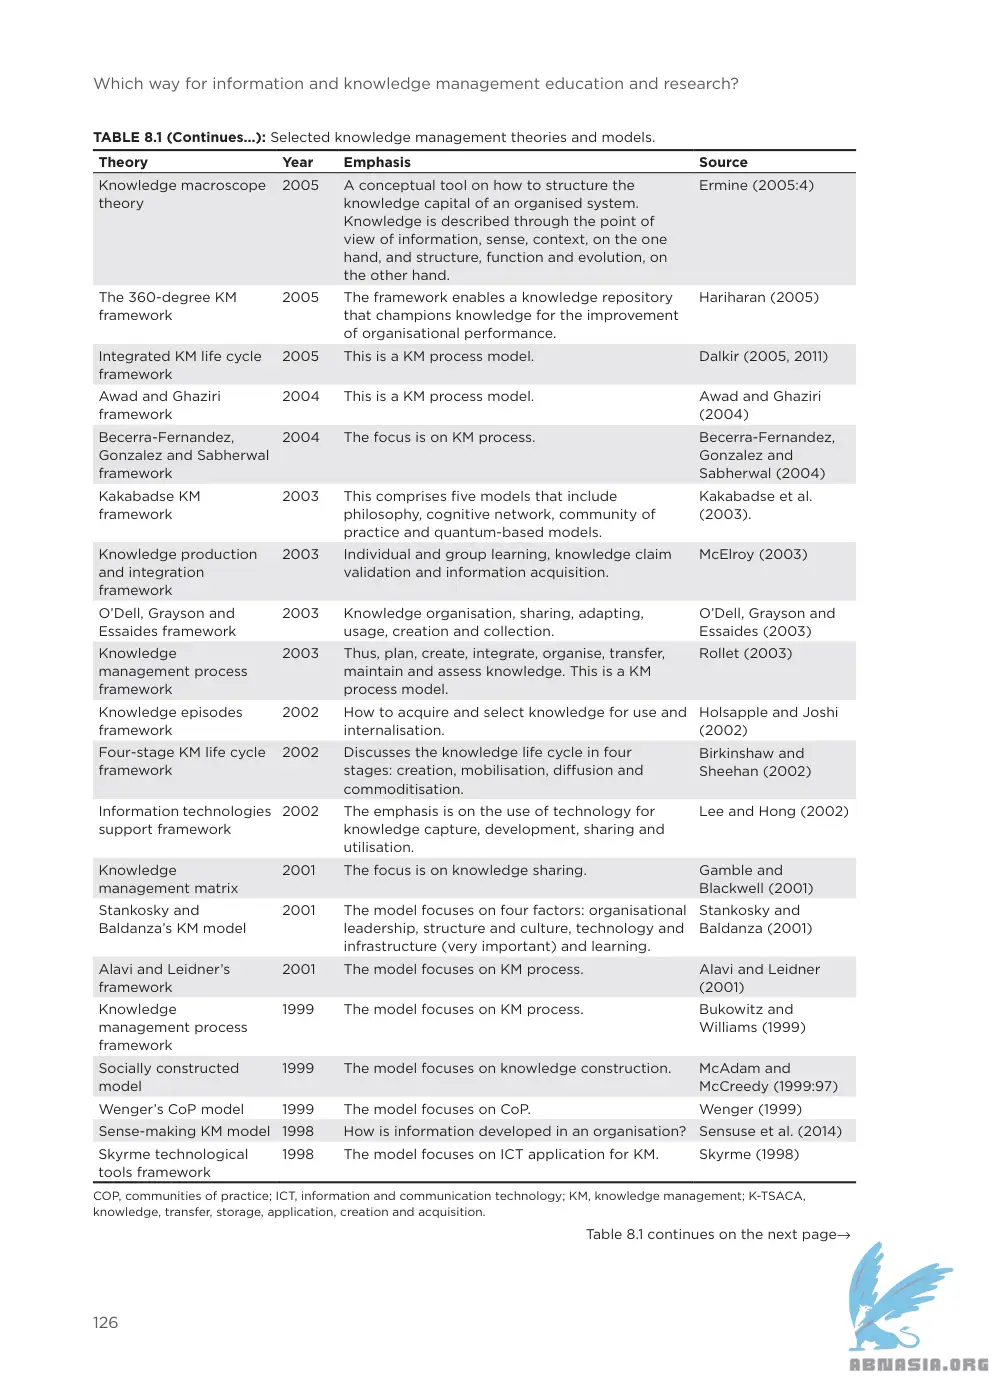 Which way for information and knowledge management education and research?
TABLE 8.1 (Continues...): Selected knowledge management theories and models.
Theory Year Emphasis Source
Knowledge macroscope 2005 A conceptual tool on how to structure the Ermine (2005:4)
theory knowledge capital of an organised system.
Knowledge is described through the point of
view of information, sense, context, on the one
hand, and structure, function and evolution, on
the other hand.
The 360-degree KM 2005 The framework enables a knowledge repository Hariharan (2005)
framework that champions knowledge for the improvement
of organisational performance.
Integrated KM life cycle 2005 This is a KM process model. Dalkir (2005, 2011)
framework
Awad and Ghaziri 2004 This is a KM process model. Awad and Ghaziri
framework (2004)
Becerra-Fernandez, 2004 The focus is on KM process. Becerra-Fernandez,
Gonzalez and Sabherwal Gonzalez and
framework Sabherwal (2004)
Kakabadse KM 2003 This comprises five models that include Kakabadse et al.
framework philosophy, cognitive network, community of (2003).
practice and quantum-based models.
Knowledge production 2003 Individual and group learning, knowledge claim McElroy (2003)
and integration validation and information acquisition.
framework
O’Dell, Grayson and 2003 Knowledge organisation, sharing, adapting, O’Dell, Grayson and
Essaides framework usage, creation and collection. Essaides (2003)
Knowledge 2003 Thus, plan, create, integrate, organise, transfer, Rollet (2003)
management process maintain and assess knowledge. This is a KM
framework process model.
Knowledge episodes 2002 How to acquire and select knowledge for use and Holsapple and Joshi
framework internalisation. (2002)
Four-stage KM life cycle 2002 Discusses the knowledge life cycle in four Birkinshaw and
framework stages: creation, mobilisation, diffusion and Sheehan (2002)
commoditisation.
Information technologies 2002 The emphasis is on the use of technology for Lee and Hong (2002)
support framework knowledge capture, development, sharing and
utilisation.
Knowledge 2001 The focus is on knowledge sharing. Gamble and
management matrix Blackwell (2001)
Stankosky and 2001 The model focuses on four factors: organisational Stankosky and
Baldanza’s KM model leadership, structure and culture, technology and Baldanza (2001)
infrastructure (very important) and learning.
Alavi and Leidner’s 2001 The model focuses on KM process. Alavi and Leidner
framework (2001)
Knowledge 1999 The model focuses on KM process. Bukowitz and
management process Williams (1999)
framework
Socially constructed 1999 The model focuses on knowledge construction. McAdam and
model McCreedy (1999:97)
Wenger’s CoP model 1999 The model focuses on CoP. Wenger (1999)
Sense-making KM model 1998 How is information developed in an organisation? Sensuse et al. (2014)
Skyrme technological 1998 The model focuses on ICT application for KM. Skyrme (1998)
tools framework
COP, communities of practice; ICT, information and communication technology; KM, knowledge management; K-TSACA,
knowledge, transfer, storage, application, creation and acquisition.
Table 8.1 continues on the next page→
126
ABNASIA.ORG